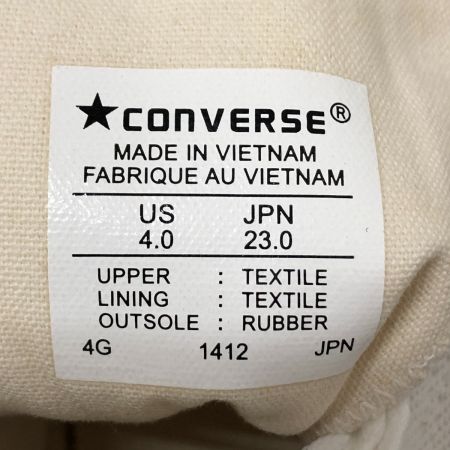 ★CONVERSE®
MADE IN VIETNAM
FABRIQUE AU VIETNAM
US JPN
4.0 23.0
UPPER : TEXTILE
LINING : TEXTILE
OUTSOLE : RUBBER
4G 1412 JPN